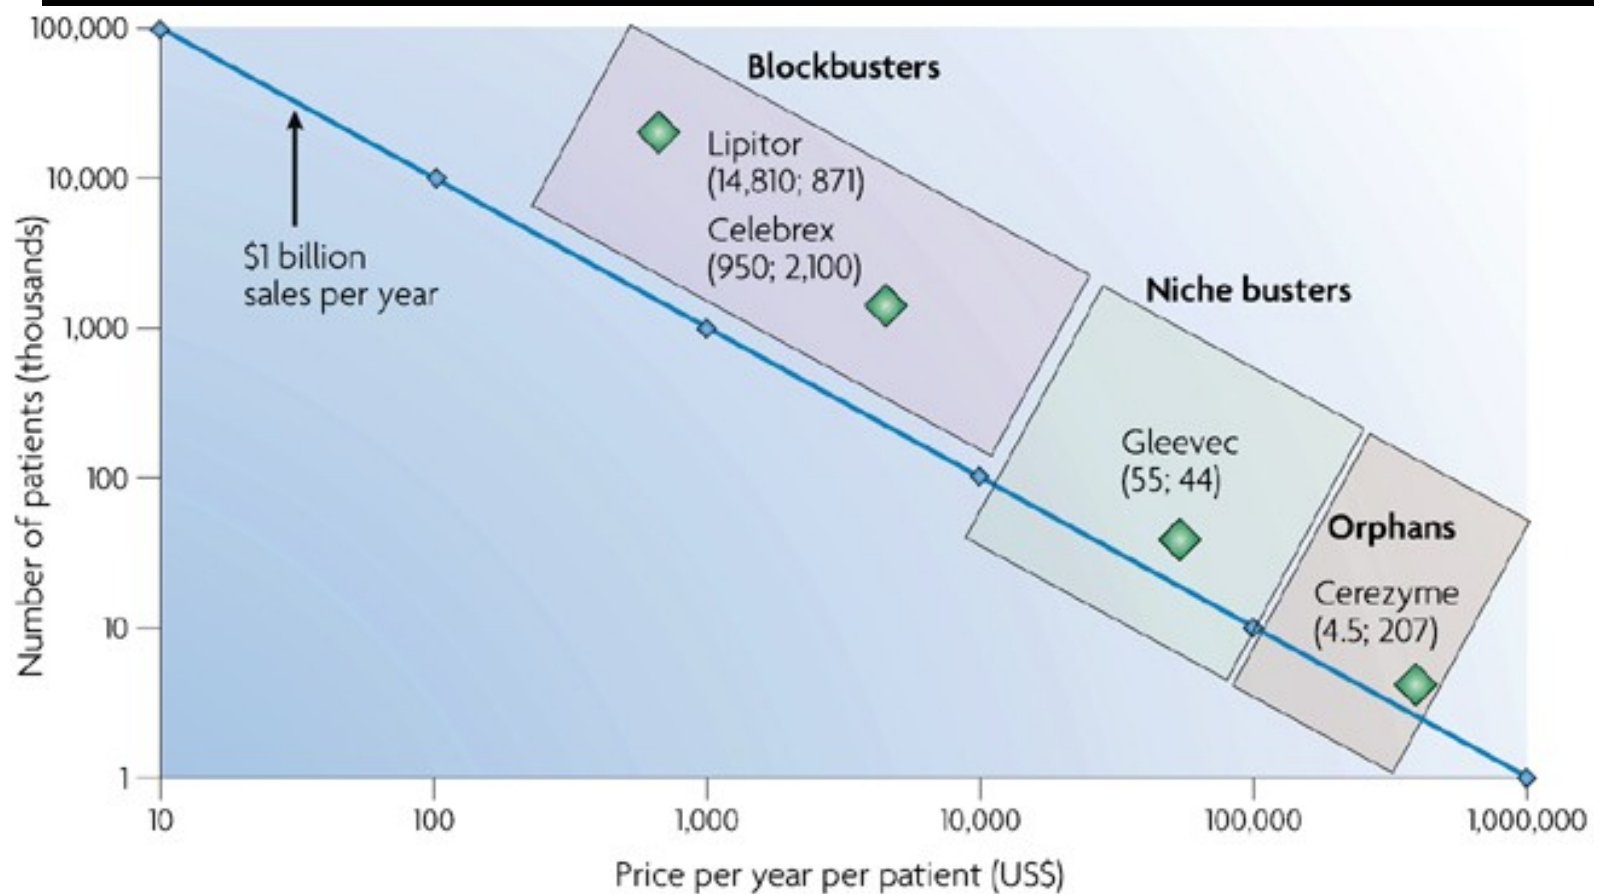 100,000
10,000
1,000
100
10
1
Number of patients (thousands)
Blockbusters
Lipitor
(14,810; 871)
Celebrex
(950; 2,100)
$1 billion
sales per year
Niche busters
Gleevec
(55; 44)
Orphans
Cerezyme
(4.5; 207)
10
100
1,000
10,000
100,000
1,000,000
Price per year per patient (US$)